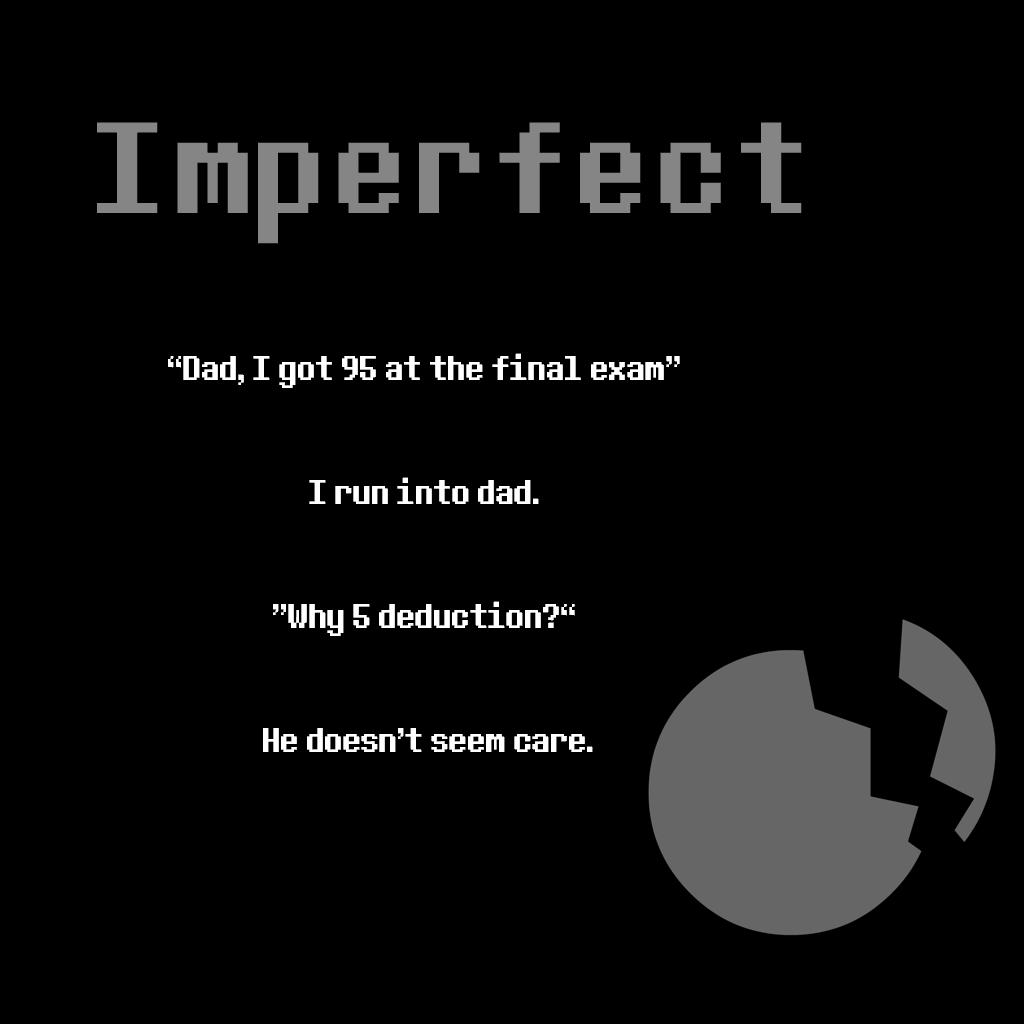 Imperfect
“Dad, I got 95 at the final exam”
I run into dad.
”Why 5 deduction?“
He doesn’t seem care.